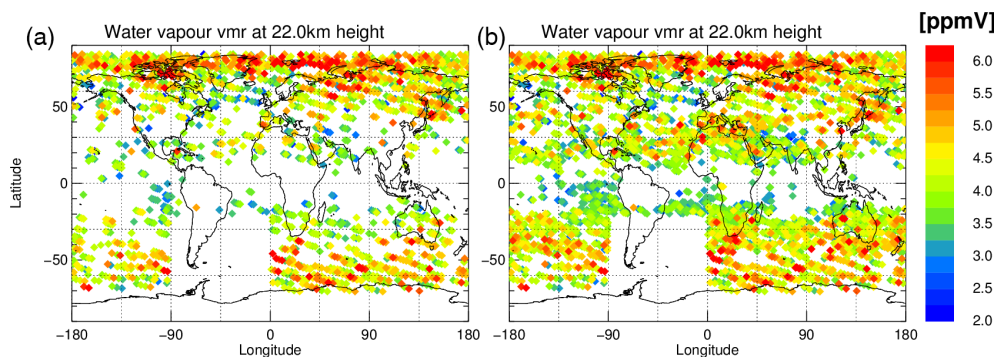 [ppmV]
(a) Water vapour vmr at 22.0km height
(b) Water vapour vmr at 22.0km height
Latitude
50
0
−50
−180 −90 0 90 180
Longitude
50
0
−50
−180 −90 0 90 180
Longitude
6.0
5.5
5.0
4.5
4.0
3.5
3.0
2.5
2.0